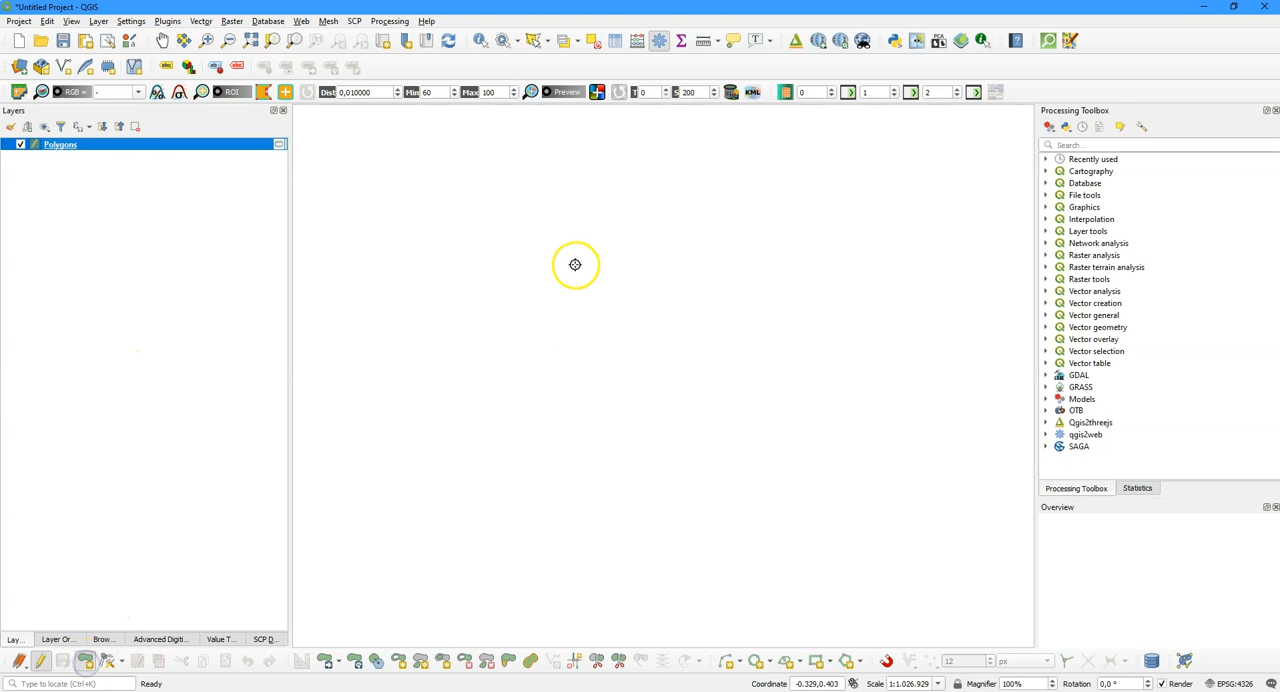 *Untitled Project - QGIS
Project Edit View Layer Settings Plugins Vector Raster Database Web Mesh SCP Processing Help
RGB = - ROI Dist 0,010000 Min 60 Max 100 Preview T 0 S 200 KML 0 1 2
Layers
Polygons
Processing Toolbox
Search...
Recently used
Cartography
Database
File tools
Graphics
Interpolation
Layer tools
Network analysis
Raster analysis
Raster terrain analysis
Raster tools
Vector analysis
Vector creation
Vector general
Vector geometry
Vector overlay
Vector selection
Vector table
GDAL
GRASS
Models
OTB
Qgis2threejs
qgis2web
SAGA
Processing Toolbox Statistics
Overview
Lay... Layer Or... Brow... Advanced Digiti... Value T... SCP D...
12 px
Type to locate (Ctrl+K) Ready Coordinate -0.329,0.403 Scale 1:1.026.929 Magnifier 100% Rotation 0,0 ° Render EPSG:4326